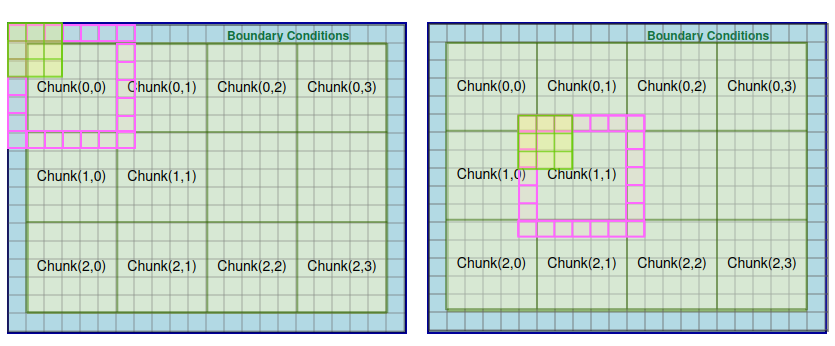 Boundary Conditions
Chunk(0,0) Chunk(0,1) Chunk(0,2) Chunk(0,3)
Chunk(1,0) Chunk(1,1)
Chunk(2,0) Chunk(2,1) Chunk(2,2) Chunk(2,3)
Boundary Conditions
Chunk(0,0) Chunk(0,1) Chunk(0,2) Chunk(0,3)
Chunk(1,0) Chunk(1,1)
Chunk(2,0) Chunk(2,1) Chunk(2,2) Chunk(2,3)